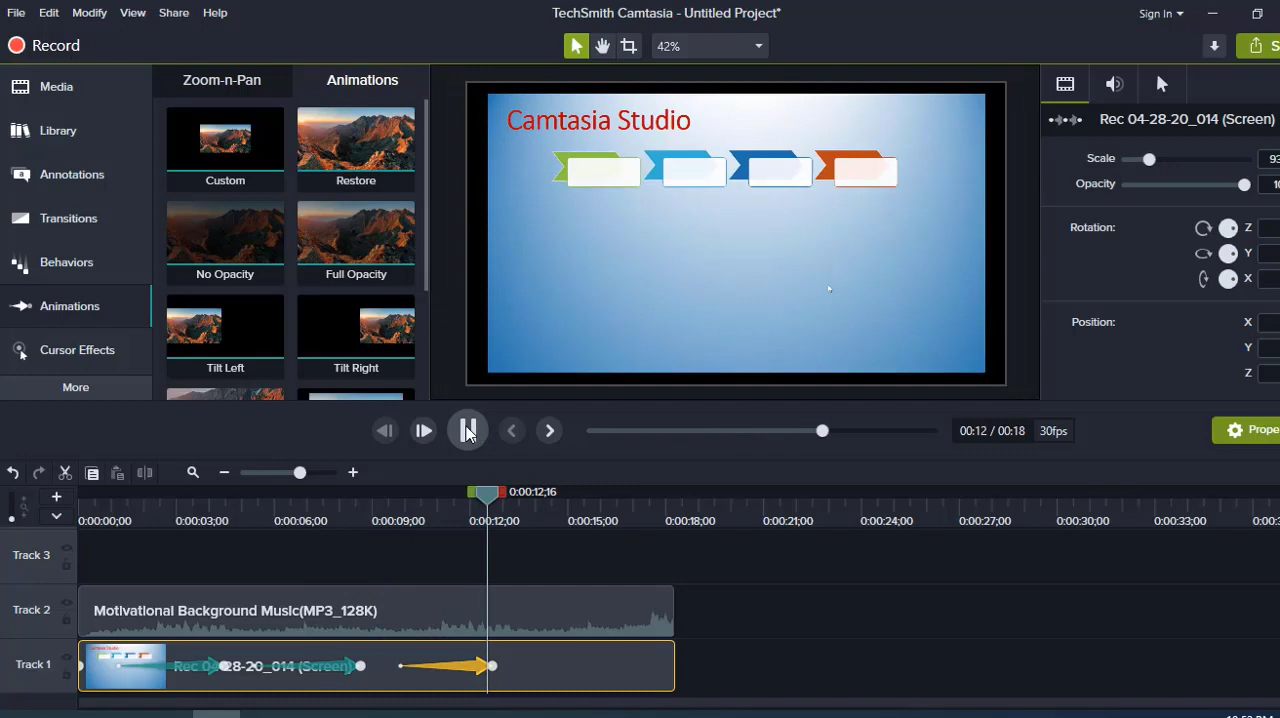 File Edit Modify View Share Help
TechSmith Camtasia - Untitled Project*
Sign In
Record
42%
S
Media
Library
Annotations
Transitions
Behaviors
Animations
Cursor Effects
More
Zoom-n-Pan
Animations
Custom
Restore
No Opacity
Full Opacity
Tilt Left
Tilt Right
Camtasia Studio
Rec 04-28-20_014 (Screen)
Scale
93
Opacity
10
Rotation:
Z
Y
X
Position:
X
Y
Z
00:12 / 00:18 30fps
Prope
0:00:12;16
0:00:00;00 0:00:03;00 0:00:06;00 0:00:09;00 0:00:12;00 0:00:15;00 0:00:18;00 0:00:21;00 0:00:24;00 0:00:27;00 0:00:30;00 0:00:33;00 0:00:3
Track 3
Track 2
Motivational Background Music(MP3_128K)
Track 1
Rec 04-28-20_014 (Screen)